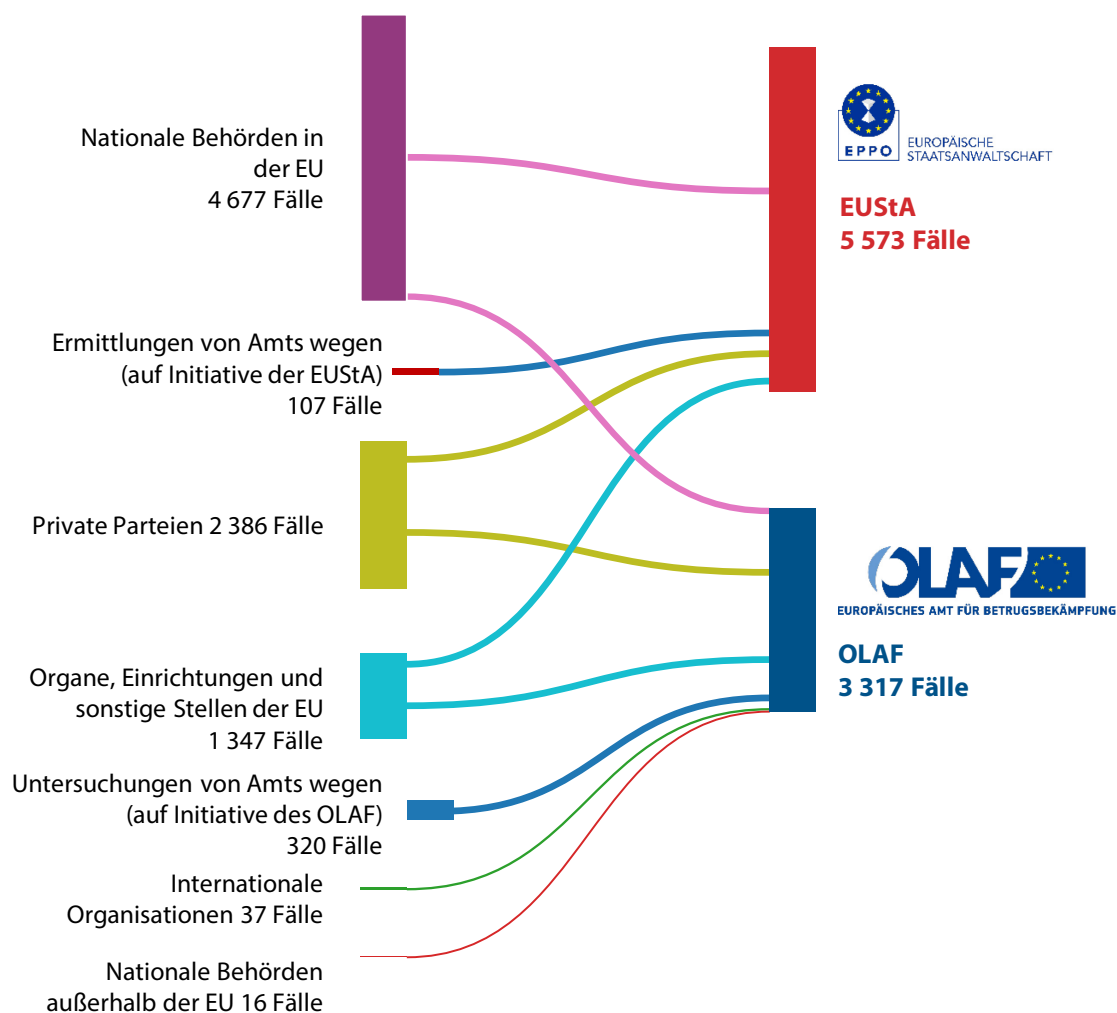 Nationale Behörden in
der EU
4 677 Fälle
Ermittlungen von Amts wegen
(auf Initiative der EUStA)
107 Fälle
Private Parteien 2 386 Fälle
Organe, Einrichtungen und
sonstige Stellen der EU
1 347 Fälle
Untersuchungen von Amts wegen
(auf Initiative des OLAF)
320 Fälle
Internationale
Organisationen 37 Fälle
Nationale Behörden
außerhalb der EU 16 Fälle
EPPO
EUROPÄISCHE
STAATSANWALTSCHAFT
EUStA
5 573 Fälle
OLAF
EUROPÄISCHES AMT FÜR BETRUGSBEKÄMPFUNG
OLAF
3 317 Fälle